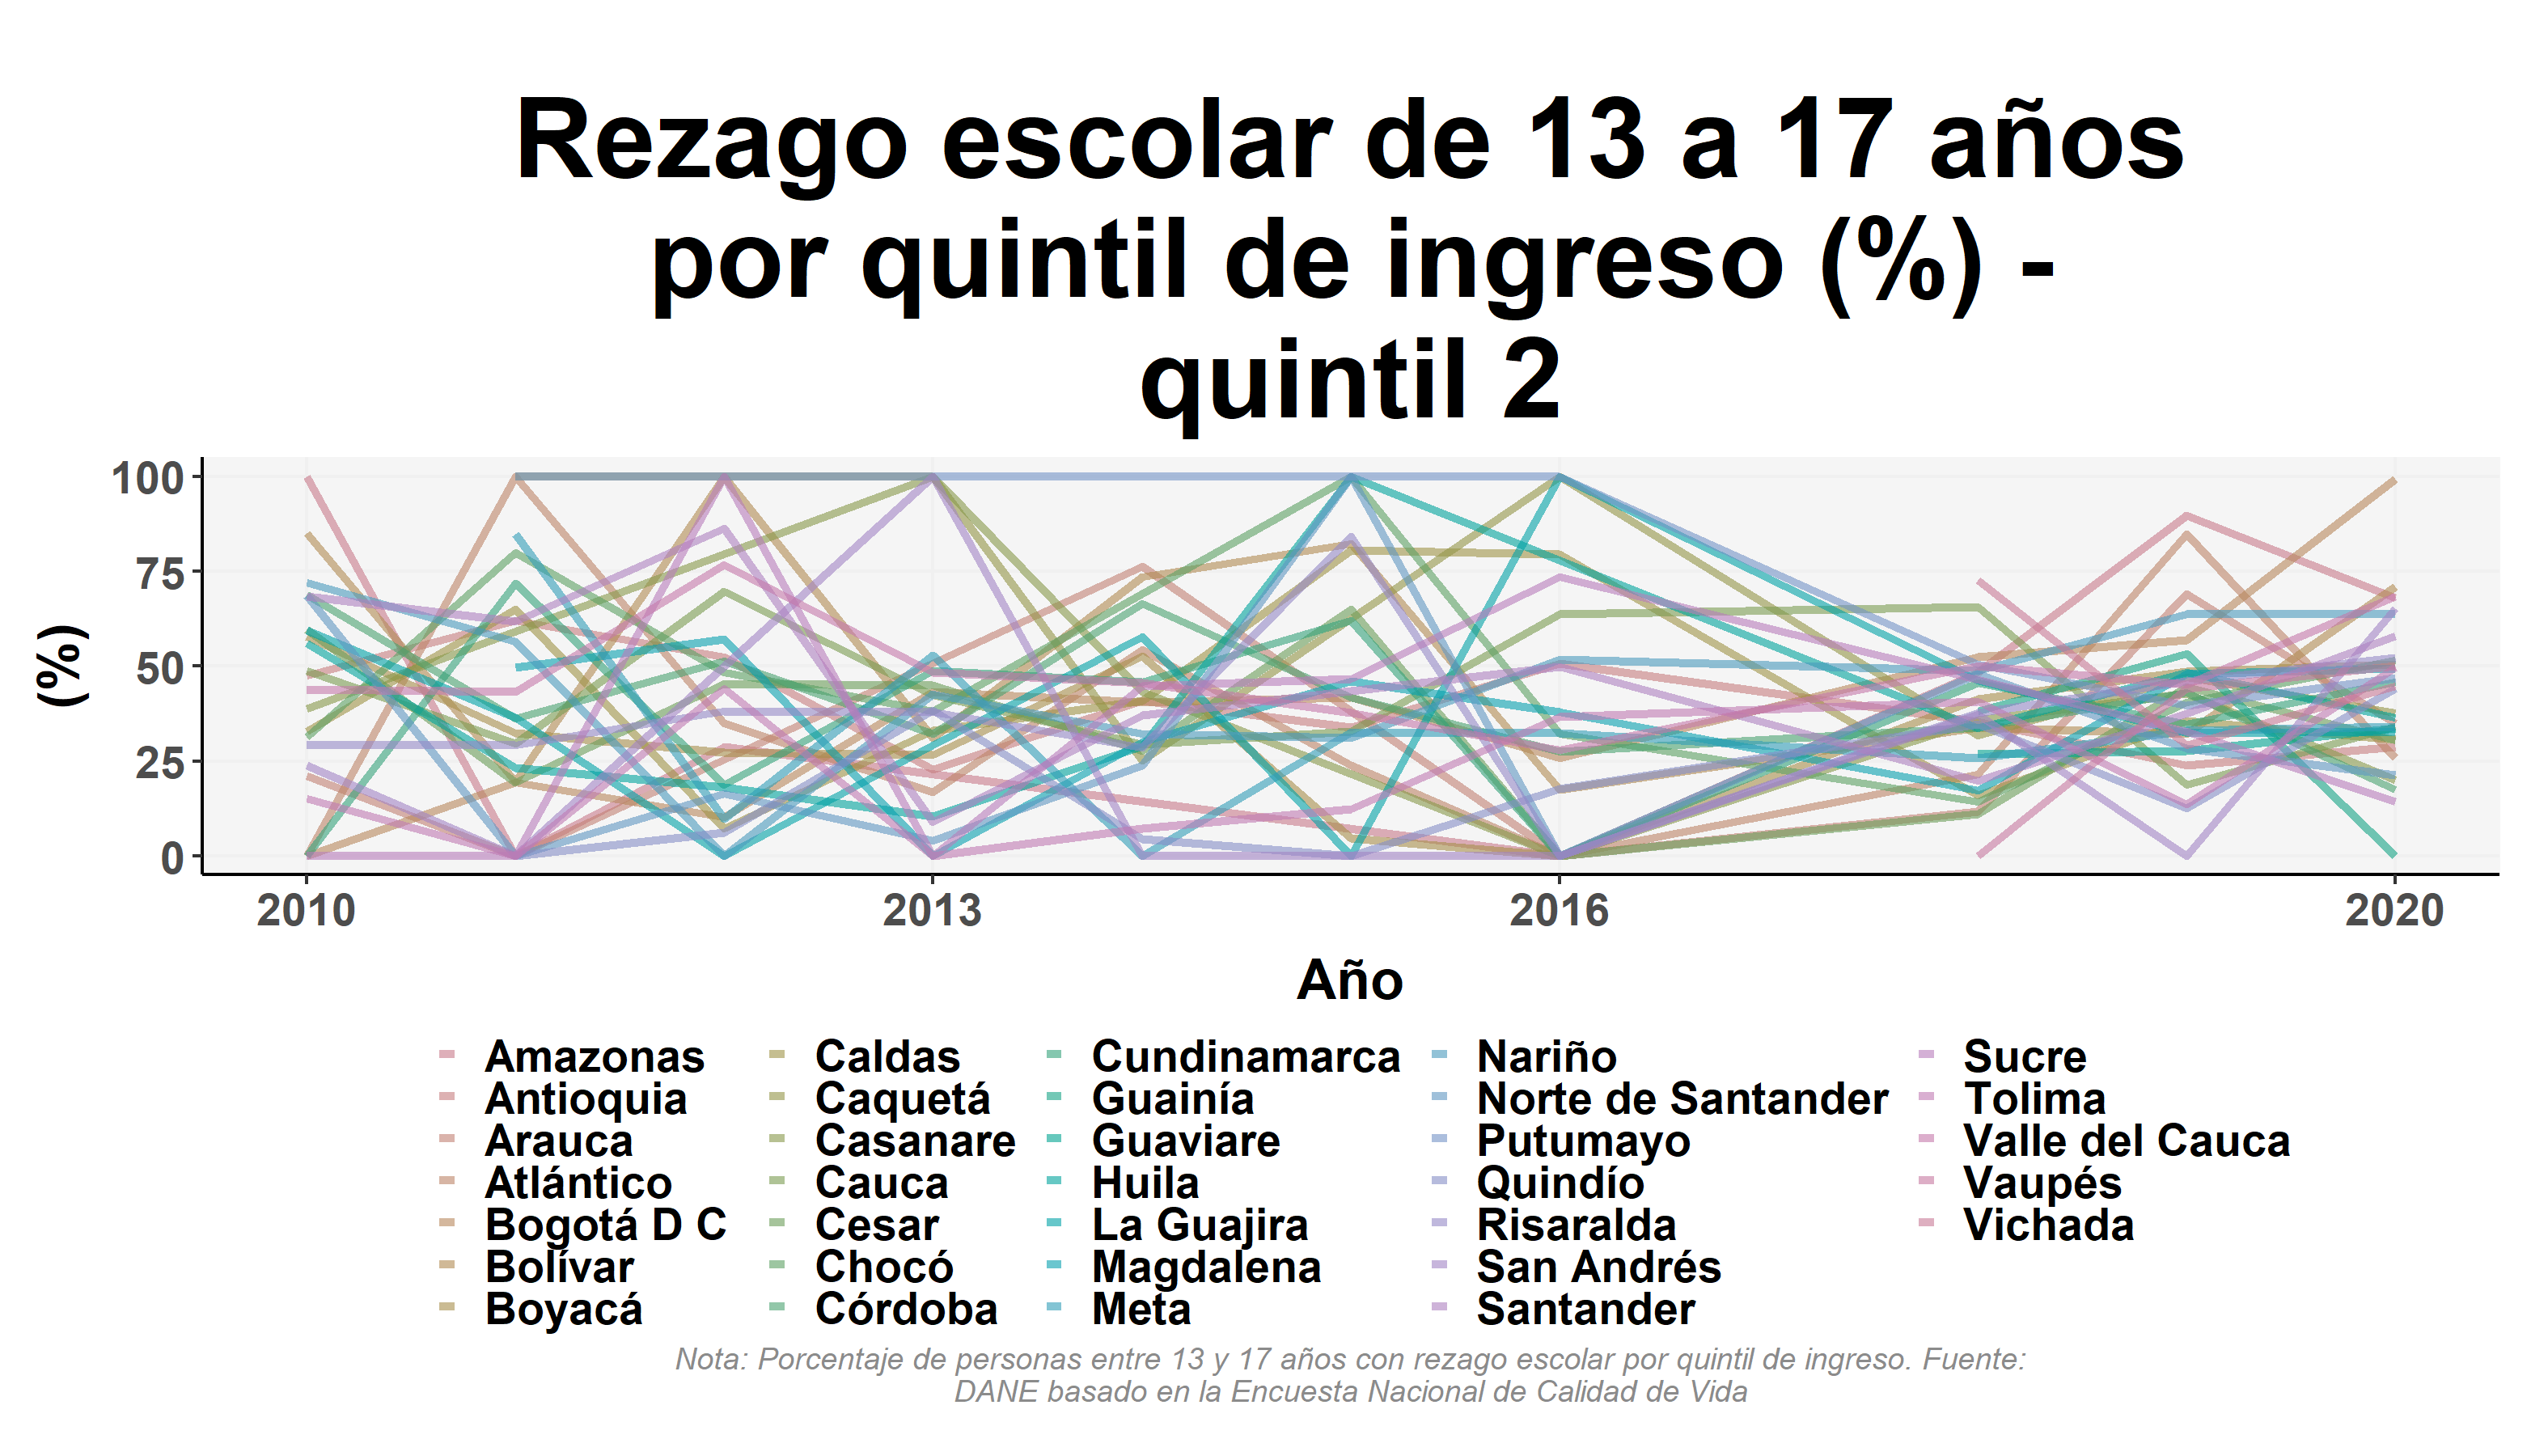 Rezago escolar de 13 a 17 años
por quintil de ingreso (%) -
quintil 2
(%)
100
75
50
25
0
2010 2013 2016 2020
Año
Amazonas
Antioquia
Arauca
Atlántico
Bogotá D C
Bolívar
Boyacá
Caldas
Caquetá
Casanare
Cauca
Cesar
Chocó
Córdoba
Cundinamarca
Guainía
Guaviare
Huila
La Guajira
Magdalena
Meta
Nariño
Norte de Santander
Putumayo
Quindío
Risaralda
San Andrés
Santander
Sucre
Tolima
Valle del Cauca
Vaupés
Vichada
Nota: Porcentaje de personas entre 13 y 17 años con rezago escolar por quintil de ingreso. Fuente:
DANE basado en la Encuesta Nacional de Calidad de Vida